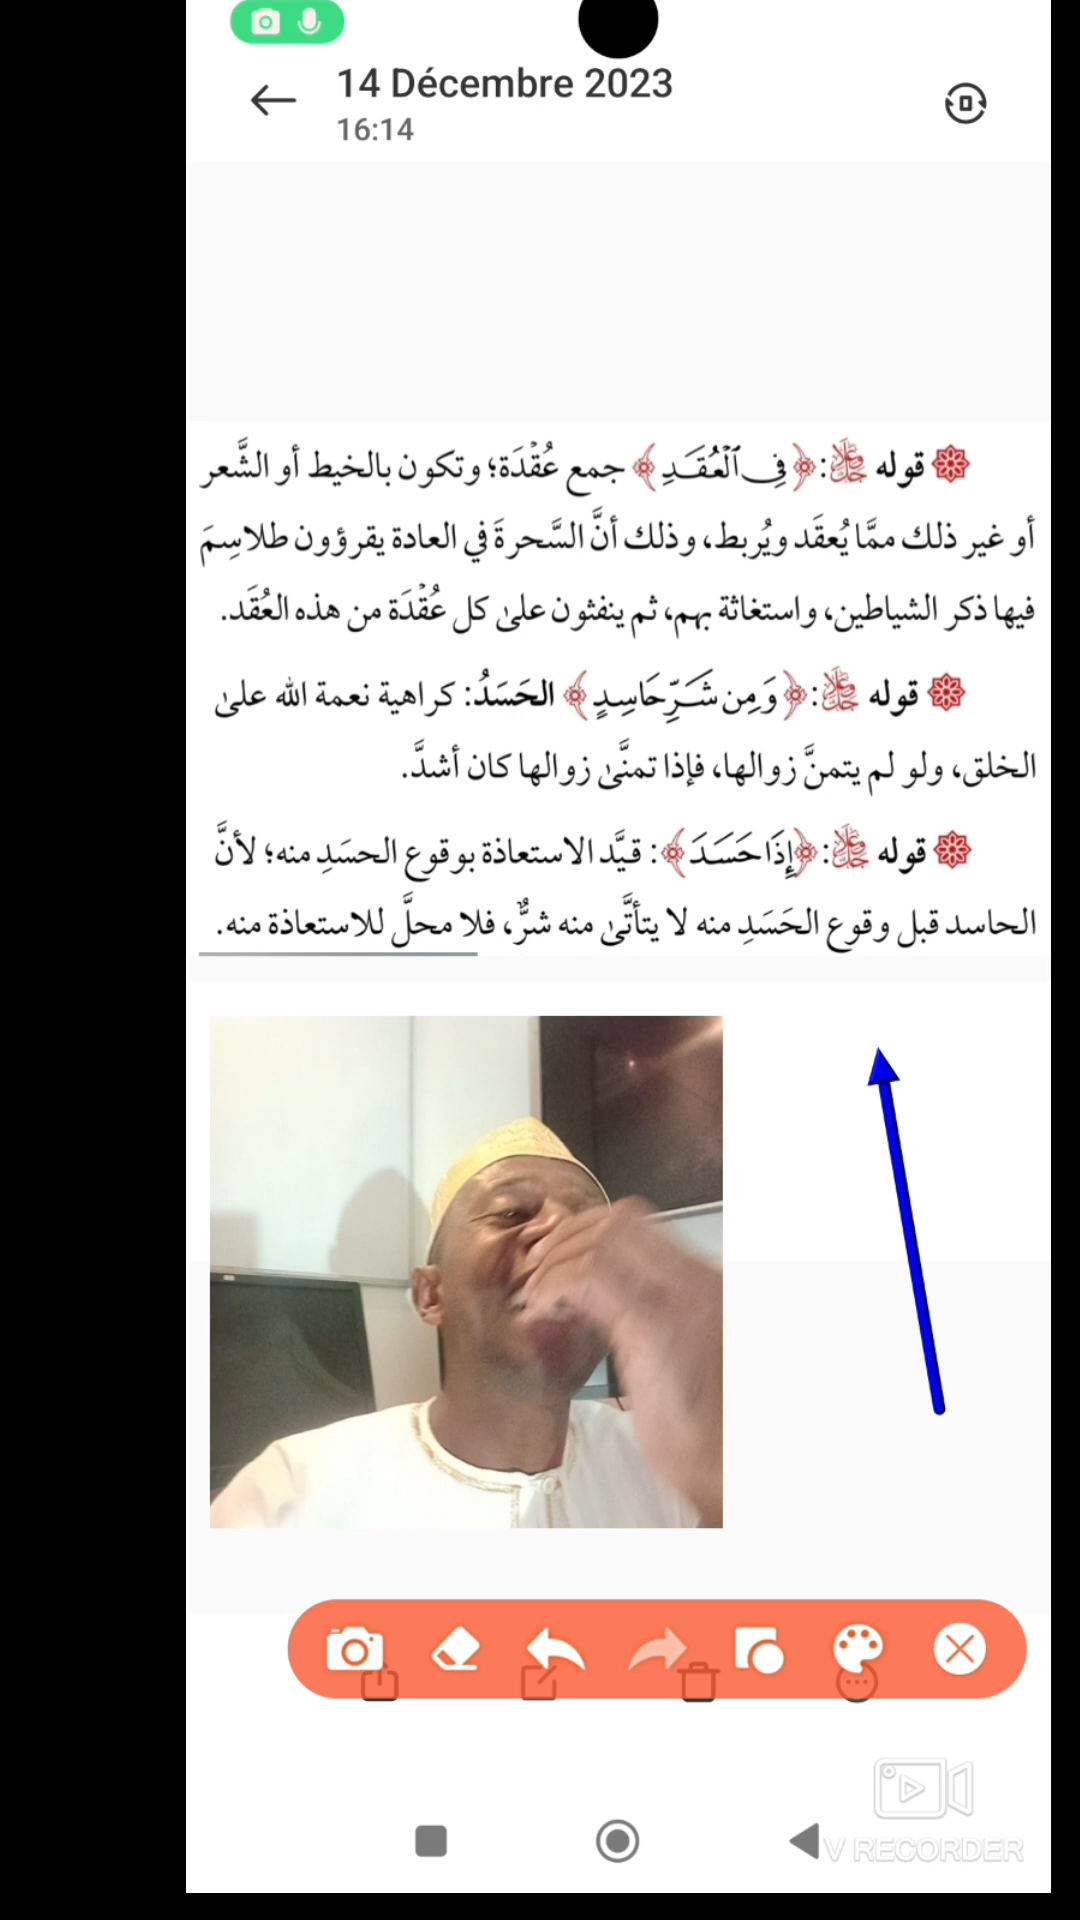 14 Décembre 2023
16:14
قوله ﷻ: ﴿فِي ٱلۡعُقَدِ﴾ جمع عُقْدَة؛ وتكون بالخيط أو الشَّعر
أو غير ذلك ممَّا يُعقَد ويُربط، وذلك أنَّ السَّحرةَ في العادة يقرؤون طلاسِمَ
فيها ذكر الشياطين، واستغاثة بهم، ثم ينفثون على كل عُقْدَة من هذه العُقَد.
قوله ﷻ: ﴿وَمِن شَرِّ حَاسِدٍ﴾ الحَسَدُ: كراهية نعمة الله على
الخلق، ولو لم يتمنَّ زوالها، فإذا تمنَّى زوالها كان أشدَّ.
قوله ﷻ: ﴿إِذَا حَسَدَ﴾: قيَّد الاستعاذة بوقوع الحسَدِ منه؛ لأنَّ
الحاسد قبل وقوع الحَسَدِ منه لا يتأتَّى منه شرٌّ، فلا محلَّ للاستعاذة منه.
V RECORDER